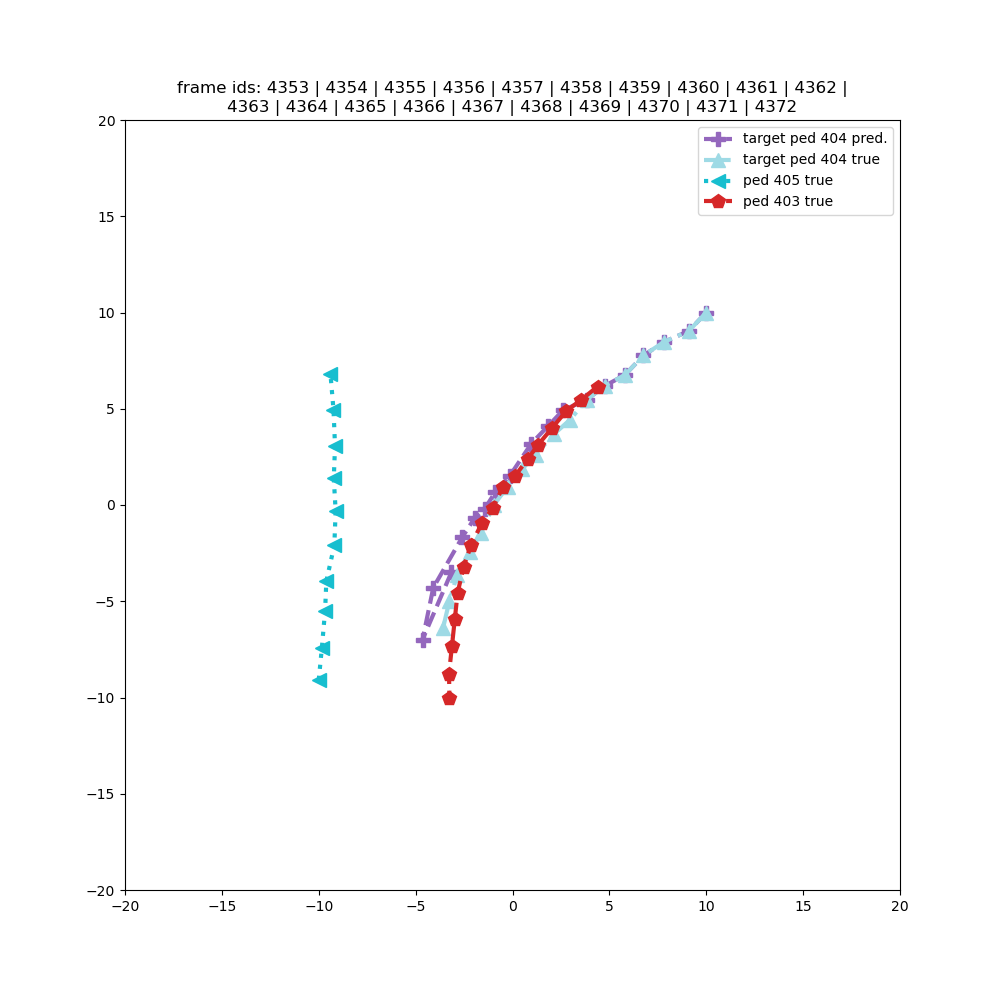 frame ids: 4353 | 4354 | 4355 | 4356 | 4357 | 4358 | 4359 | 4360 | 4361 | 4362 |
4363 | 4364 | 4365 | 4366 | 4367 | 4368 | 4369 | 4370 | 4371 | 4372
target ped 404 pred.
target ped 404 true
ped 405 true
ped 403 true
20
15
10
5
0
−5
−10
−15
−20
−20 −15 −10 −5 0 5 10 15 20